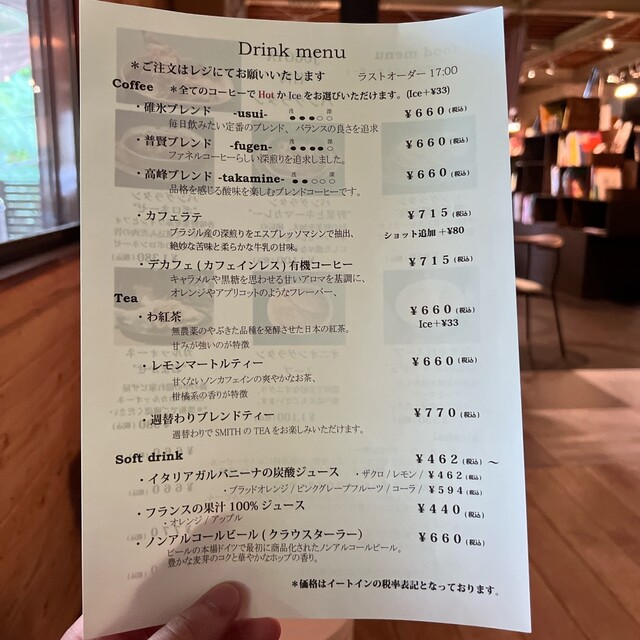 Drink menu
＊ご注文はレジにてお願いいたします ラストオーダー 17:00
Coffee ＊全てのコーヒーで Hot か Ice をお選びいただけます。(Ice＋¥33)
・碓氷ブレンド -usui- 浅 ●●●○○ 深 ¥660(税込)
毎日飲みたい定番のブレンド、バランスの良さを追求
・普賢ブレンド -fugen- 浅 ●●●●○ 深 ¥660(税込)
ファネルコーヒーらしい深煎りを追求しました。
・高峰ブレンド -takamine- 浅 ●●○○○ 深 ¥660(税込)
品格を感じる酸味を楽しむブレンドコーヒーです。
・カフェラテ ¥715(税込)
ブラジル産の深煎りをエスプレッソマシンで抽出、 ショット追加 ＋¥80
絶妙な苦味と柔らかな牛乳の甘味。
・デカフェ ( カフェインレス ) 有機コーヒー ¥715(税込)
キャラメルや黒糖を思わせる甘いアロマを基調に、
オレンジやアプリコットのようなフレーバー、
Tea
・わ紅茶 ¥660(税込)
無農薬のやぶきた品種を発酵させた日本の紅茶。 Ice＋¥33
甘みが強いのが特徴
・レモンマートルティー ¥660(税込)
甘くないノンカフェインの爽やかなお茶、
柑橘系の香りが特徴
・週替わりブレンドティー ¥770(税込)
週替わりで SMITH の TEA をお楽しみいただけます。
Soft drink ¥462(税込)～
・イタリアガルバニーナの炭酸ジュース ・ザクロ / レモン / ¥462(税込)
・ブラッドオレンジ / ピンクグレープフルーツ / コーラ / ¥594(税込)
・フランスの果汁 100% ジュース ¥440(税込)
・オレンジ / アップル
・ノンアルコールビール ( クラウスターラー ) ¥660(税込)
ビールの本場ドイツで最初に商品化されたノンアルコールビール。
豊かな麦芽のコクと華やかなホップの香り。
＊価格はイートインの税率表記となっております。